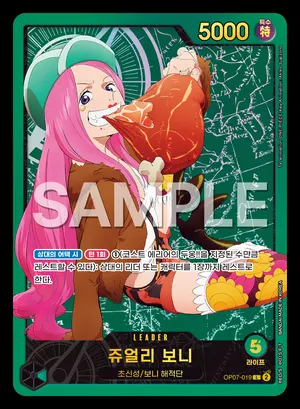 5000
특수
特
SAMPLE
상대의 어택 시 턴 1회 ①(코스트 에리어의 두웅!!을 지정된 수만큼
레스트할 수 있다): 상대의 리더 또는 캐릭터를 1장까지 레스트로
한다.
LEADER
쥬얼리 보니
초신성/보니 해적단
5
라이프
OP07-019 L 2